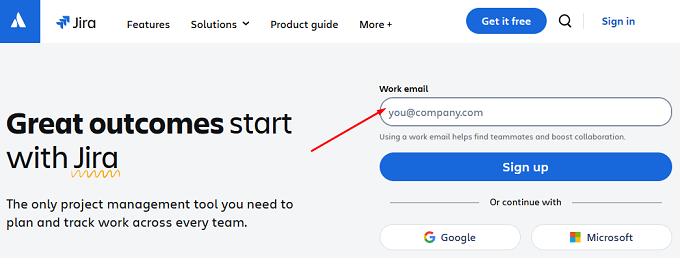 Jira Features Solutions Product guide More + Get it free Sign in
Great outcomes start
with Jira
The only project management tool you need to
plan and track work across every team.
Work email
you@company.com
Using a work email helps find teammates and boost collaboration.
Sign up
Or continue with
Google Microsoft